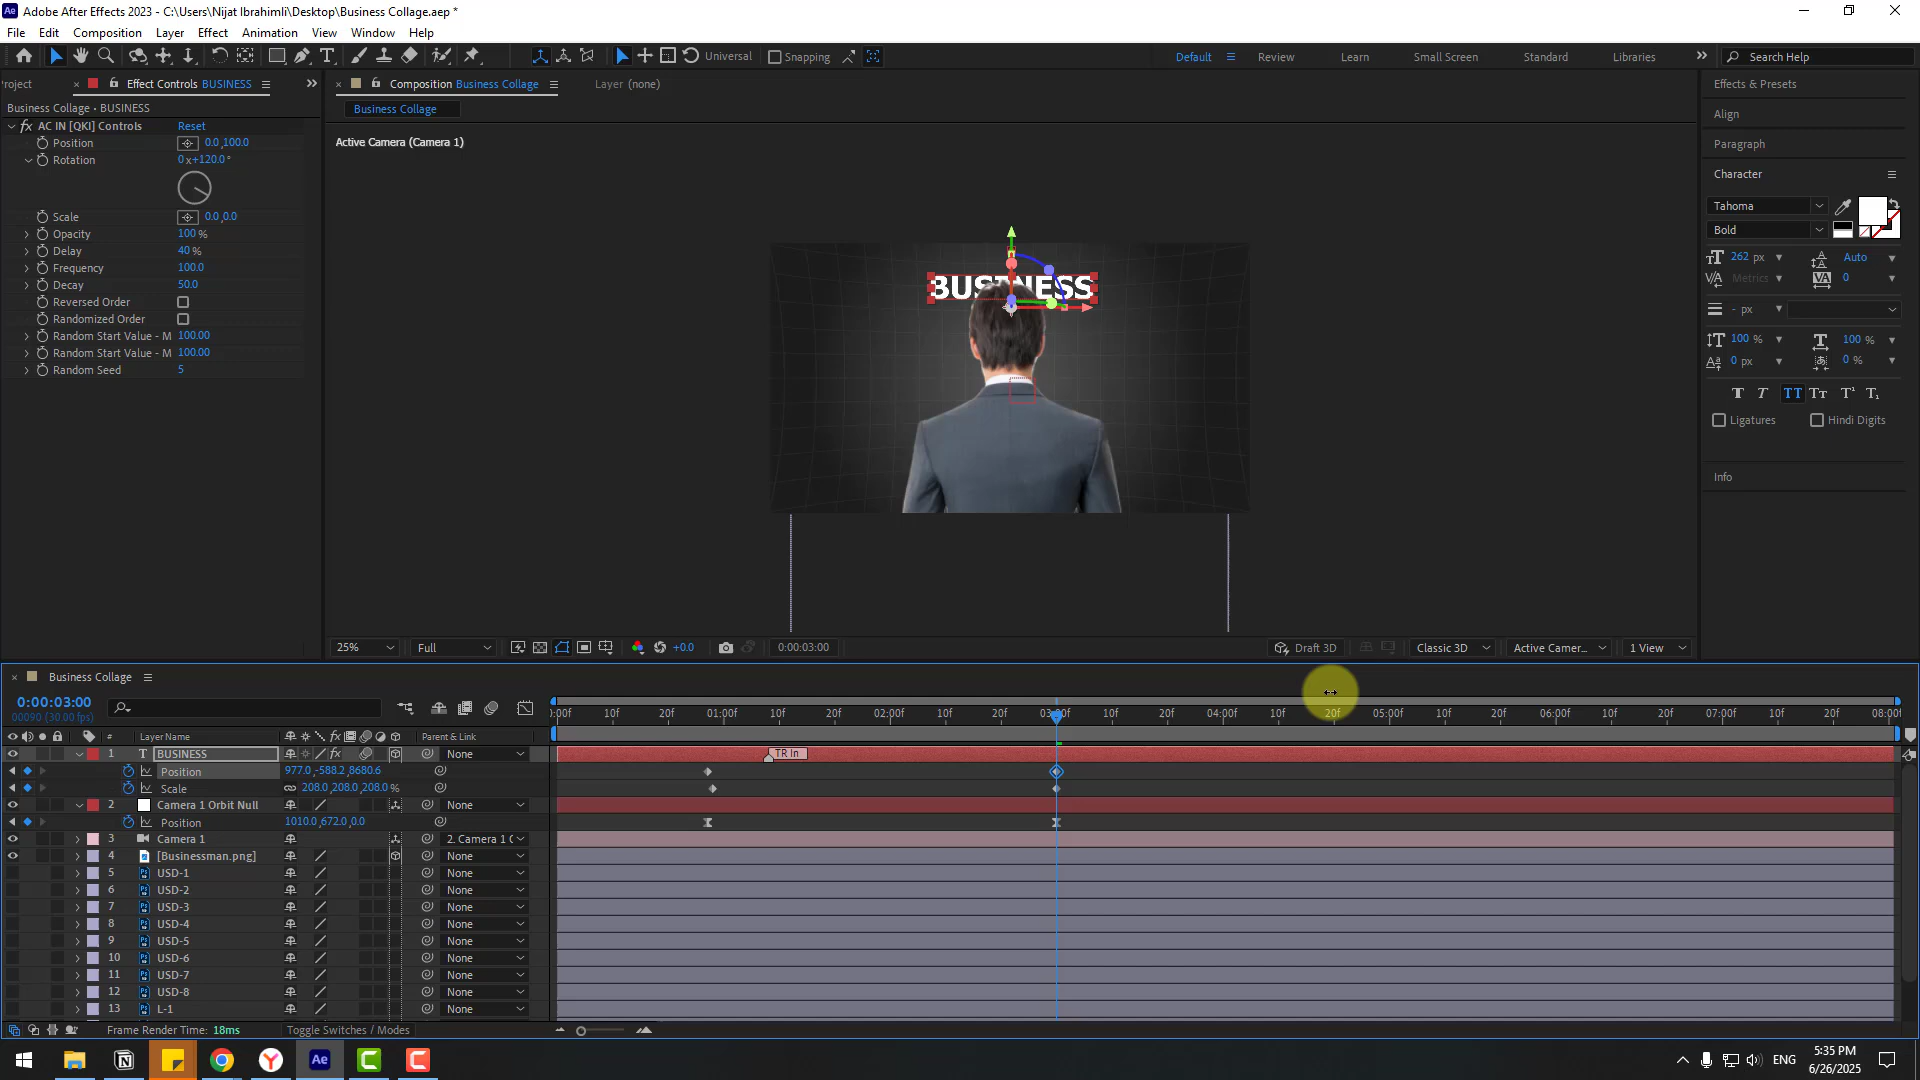 Adobe After Effects 2023 - C:\Users\Nijat Ibrahimli\Desktop\Business Collage.aep *
File Edit Composition Layer Effect Animation View Window Help
Universal Snapping Default Review Learn Small Screen Standard Libraries Search Help
roject Effect Controls BUSINESS
Composition Business Collage Layer (none)
Business Collage • BUSINESS
Business Collage
AC IN [QKI] Controls Reset
Position 0.0,100.0
Rotation 0x+120.0°
Scale 0.0,0.0
Opacity 100%
Delay 40%
Frequency 100.0
Decay 50.0
Reversed Order
Randomized Order
Random Start Value - M 100.00
Random Start Value - M 100.00
Random Seed 5
Active Camera (Camera 1)
BUSINESS
25% Full +0.0 0:00:03:00 Draft 3D Classic 3D Active Camer... 1 View
Effects & Presets
Align
Paragraph
Character
Tahoma
Bold
262 px Auto
Metrics 0
- px
100 % 100 %
0 px 0 %
Ligatures Hindi Digits
Info
Business Collage
0:00:03:00
00090 (30.00 fps)
:00f 10f 20f 01:00f 10f 20f 02:00f 10f 20f 03:00f 10f 20f 04:00f 10f 20f 05:00f 10f 20f 06:00f 10f 20f 07:00f 10f 20f 08:00f
# Layer Name Parent & Link
1 T BUSINESS None TR In
Position 977.0,-588.2,8680.6
Scale 208.0,208.0,208.0%
2 Camera 1 Orbit Null None
Position 1010.0,672.0,0.0
3 Camera 1 2. Camera 1 (
4 [Businessman.png] None
5 USD-1 None
6 USD-2 None
7 USD-3 None
8 USD-4 None
9 USD-5 None
10 USD-6 None
11 USD-7 None
12 USD-8 None
13 L-1 None
Frame Render Time: 18ms Toggle Switches / Modes
ENG 5:35 PM
6/26/2025